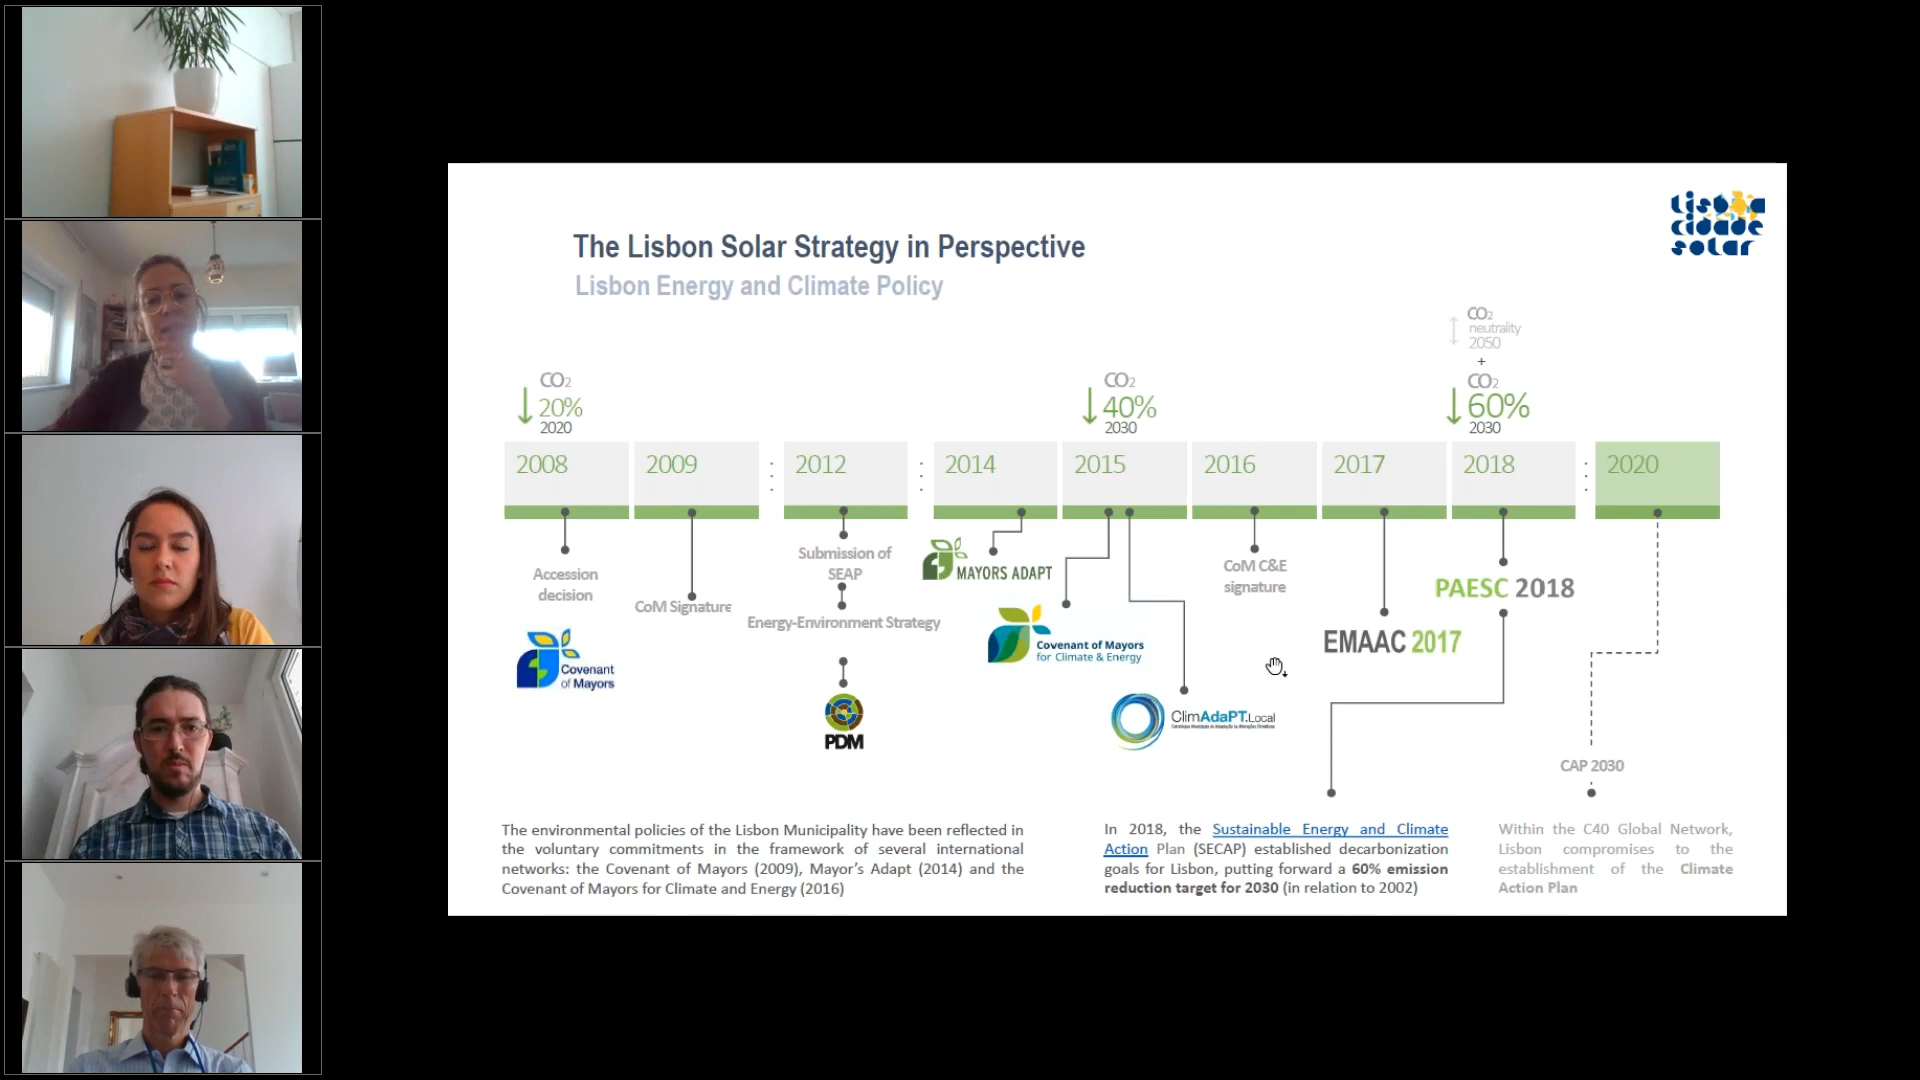 Lisboa
cidade
solar
The Lisbon Solar Strategy in Perspective
Lisbon Energy and Climate Policy
CO2
neutrality
2050
+
CO2
20%
2020
CO2
40%
2030
CO2
60%
2030
2008
2009
2012
2014
2015
2016
2017
2018
2020
Accession
decision
Covenant
of Mayors
CoM Signature
Submission of
SEAP
Energy-Environment Strategy
PDM
MAYORS ADAPT
Covenant of Mayors
for Climate & Energy
ClimAdaPT.Local
CoM C&E
signature
EMAAC 2017
PAESC 2018
CAP 2030
The environmental policies of the Lisbon Municipality have been reflected in
the voluntary commitments in the framework of several international
networks: the Covenant of Mayors (2009), Mayor's Adapt (2014) and the
Covenant of Mayors for Climate and Energy (2016)
In 2018, the Sustainable Energy and Climate
Action Plan (SECAP) established decarbonization
goals for Lisbon, putting forward a 60% emission
reduction target for 2030 (in relation to 2002)
Within the C40 Global Network,
Lisbon compromises to the
establishment of the Climate
Action Plan